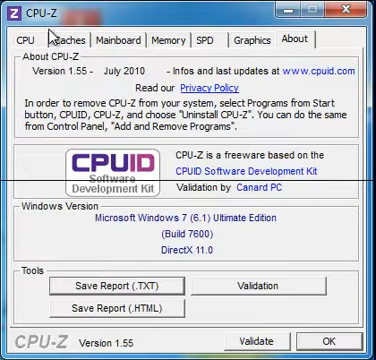 CPU-Z
CPU Caches Mainboard Memory SPD Graphics About
About CPU-Z
Version 1.55 - July 2010 - Infos and last updates at www.cpuid.com
Read our Privacy Policy
In order to remove CPU-Z from your system, select Programs from Start
button, CPUID, CPU-Z, and choose "Uninstall CPU-Z". You can do the same
from Control Panel, "Add and Remove Programs".
CPUID
Software
Development Kit
CPU-Z is a freeware based on the
CPUID Software Development Kit
Validation by Canard PC
Windows Version
Microsoft Windows 7 (6.1) Ultimate Edition
(Build 7600)
DirectX 11.0
Tools
Save Report (.TXT) Validation
Save Report (.HTML)
CPU-Z Version 1.55 Validate OK